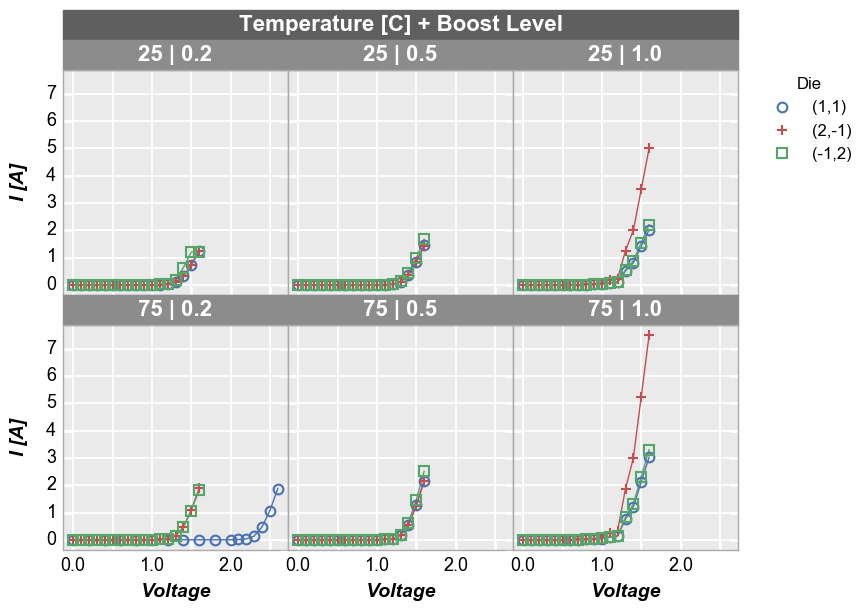 Temperature [C] + Boost Level
25 | 0.2
25 | 0.5
25 | 1.0
Die
(1,1)
(2,-1)
(-1,2)
I [A]
7
6
5
4
3
2
1
0
75 | 0.2
75 | 0.5
75 | 1.0
I [A]
7
6
5
4
3
2
1
0
0.0 1.0 2.0 0.0 1.0 2.0 0.0 1.0 2.0
Voltage Voltage Voltage